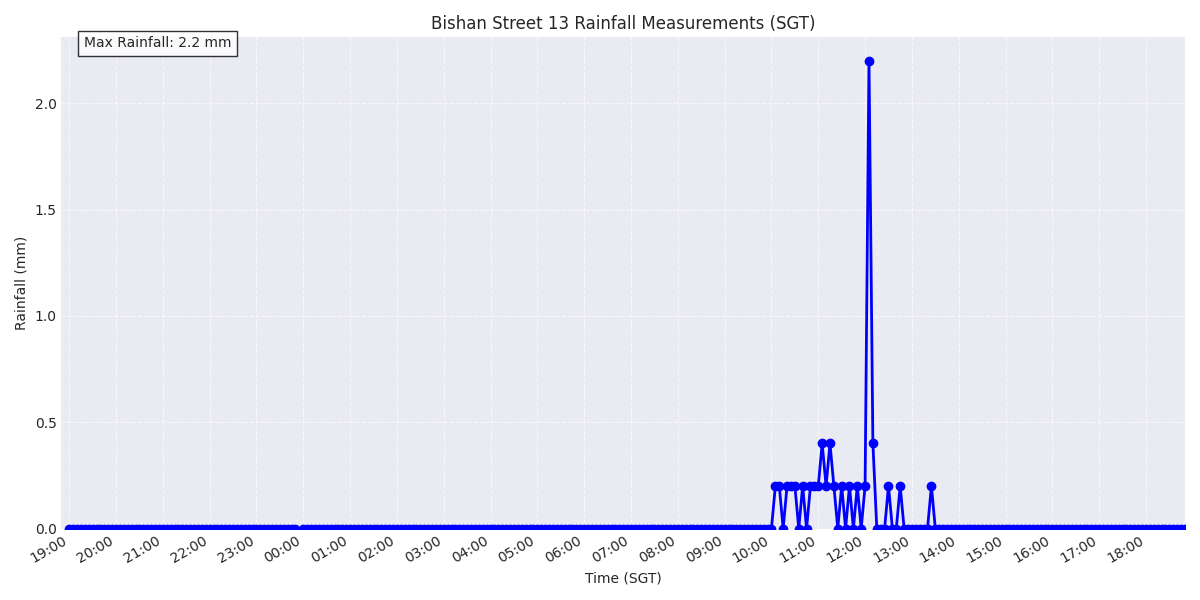 Bishan Street 13 Rainfall Measurements (SGT)
Max Rainfall: 2.2 mm
2.0
1.5
1.0
0.5
0.0
Rainfall (mm)
19:00 20:00 21:00 22:00 23:00 00:00 01:00 02:00 03:00 04:00 05:00 06:00 07:00 08:00 09:00 10:00 11:00 12:00 13:00 14:00 15:00 16:00 17:00 18:00
Time (SGT)